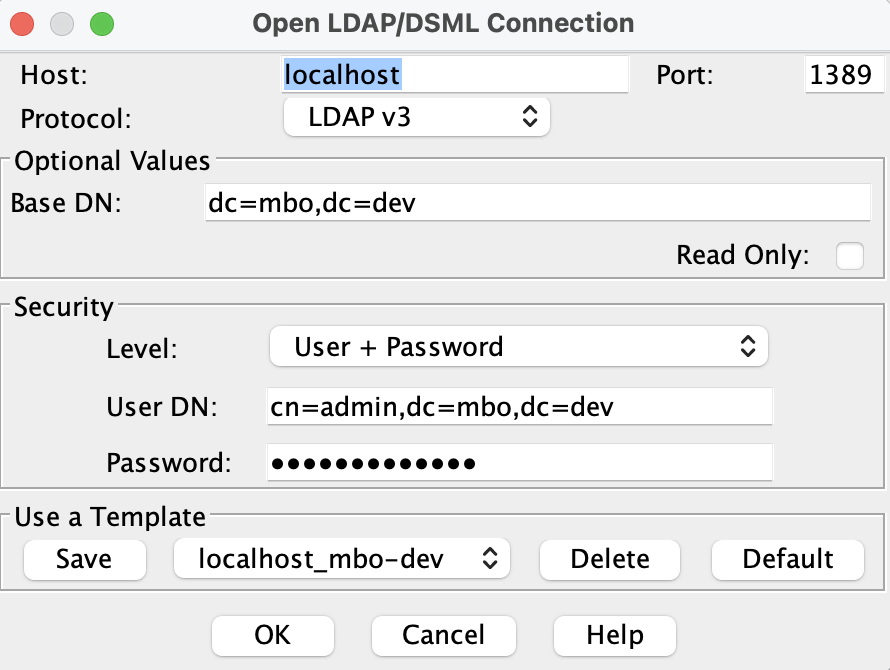 Open LDAP/DSML Connection
Host: localhost Port: 1389
Protocol: LDAP v3
Optional Values
Base DN: dc=mbo,dc=dev
Read Only:
Security
Level: User + Password
User DN: cn=admin,dc=mbo,dc=dev
Password: •••••••••••••
Use a Template
Save localhost_mbo-dev Delete Default
OK Cancel Help